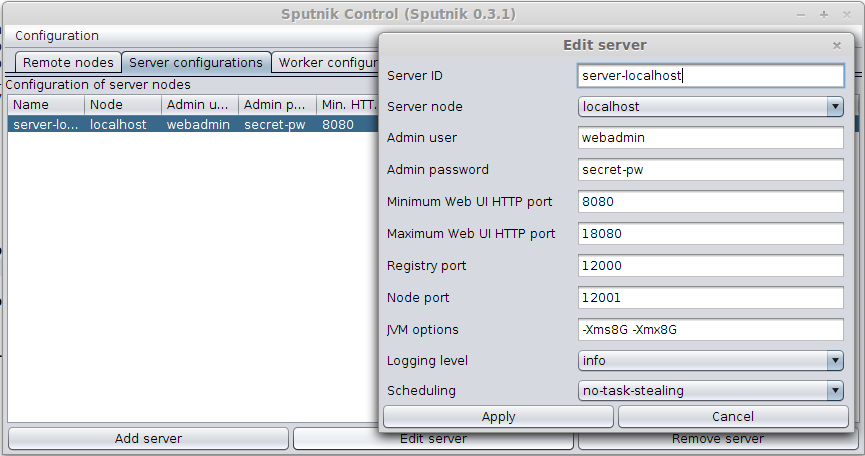 Sputnik Control (Sputnik 0.3.1)
Configuration
Remote nodes Server configurations Worker configur
Configuration of server nodes
Name Node Admin u... Admin p... Min. HTT.
server-lo... localhost webadmin secret-pw 8080
Add server Edit server Remove server
Edit server
Server ID server-localhost
Server node localhost
Admin user webadmin
Admin password secret-pw
Minimum Web UI HTTP port 8080
Maximum Web UI HTTP port 18080
Registry port 12000
Node port 12001
JVM options -Xms8G -Xmx8G
Logging level info
Scheduling no-task-stealing
Apply Cancel